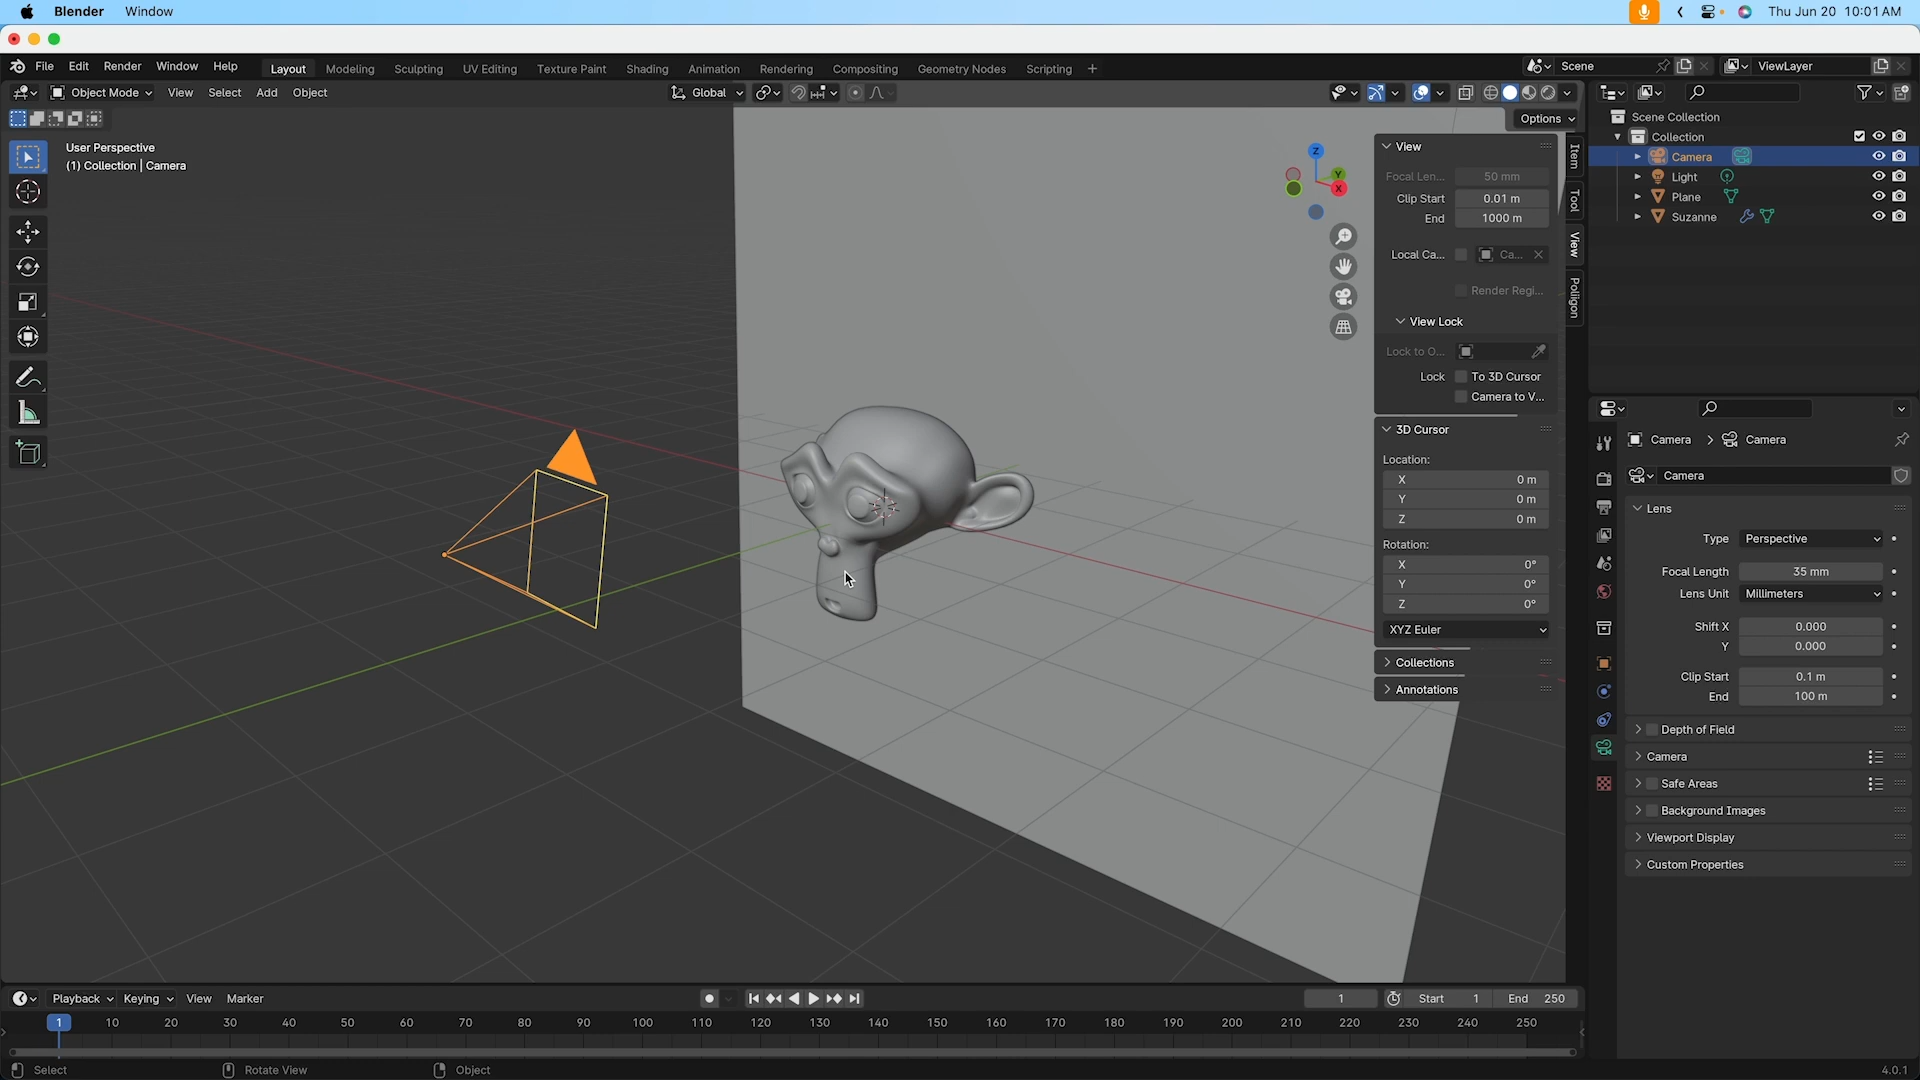 Blender Window Thu Jun 20 10:01 AM
File Edit Render Window Help Layout Modeling Sculpting UV Editing Texture Paint Shading Animation Rendering Compositing Geometry Nodes Scripting + Scene ViewLayer
Object Mode View Select Add Object Global
Options
User Perspective
(1) Collection | Camera
Z
Y
X
View
Focal Len... 50 mm
Clip Start 0.01 m
End 1000 m
Local Ca... Ca...
Render Regi...
View Lock
Lock to O...
Lock To 3D Cursor
Camera to V...
3D Cursor
Location:
X 0 m
Y 0 m
Z 0 m
Rotation:
X 0°
Y 0°
Z 0°
XYZ Euler
Collections
Annotations
Item
Tool
View
Poliigon
Scene Collection
Collection
Camera
Light
Plane
Suzanne
Camera > Camera
Camera
Lens
Type Perspective
Focal Length 35 mm
Lens Unit Millimeters
Shift X 0.000
Y 0.000
Clip Start 0.1 m
End 100 m
Depth of Field
Camera
Safe Areas
Background Images
Viewport Display
Custom Properties
Playback Keying View Marker 1 Start 1 End 250
1 10 20 30 40 50 60 70 80 90 100 110 120 130 140 150 160 170 180 190 200 210 220 230 240 250
Select Rotate View Object 4.0.1